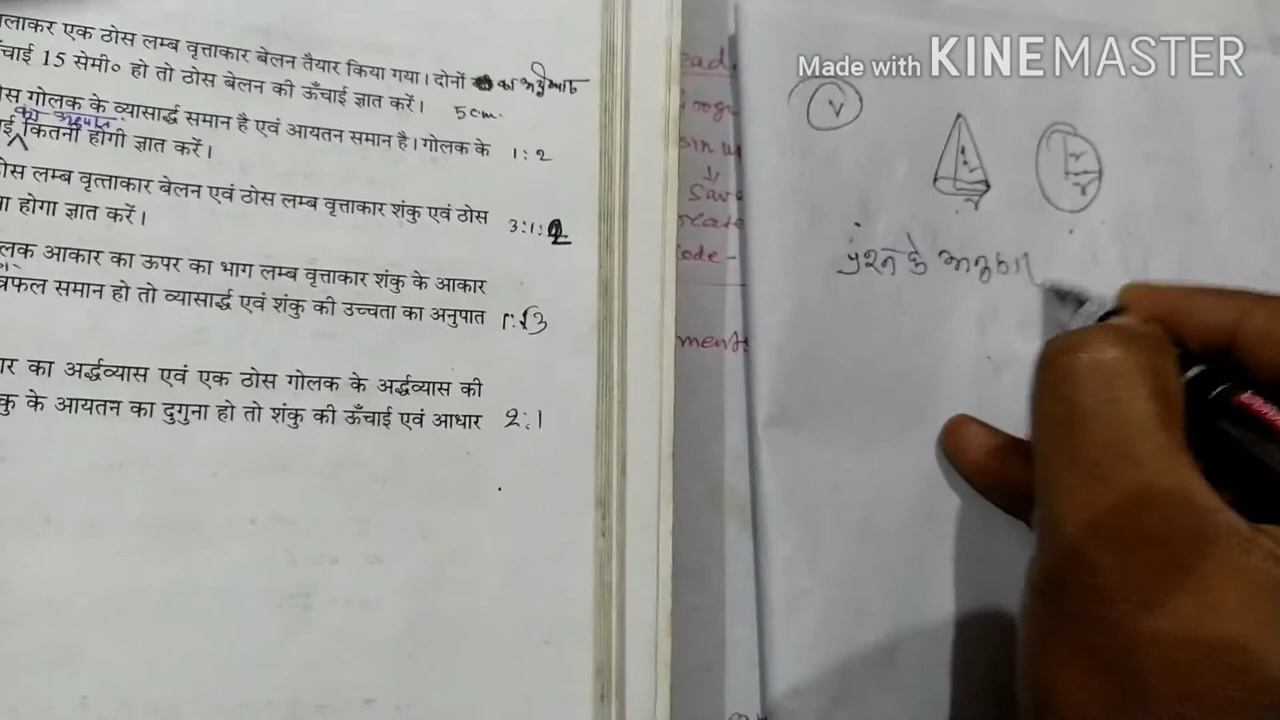 लाकर एक ठोस लम्ब वृत्ताकार बेलन तैयार किया गया। दोनों का अनुपात
चाई 15 सेमी० हो तो ठोस बेलन की ऊँचाई ज्ञात करें। 5cm.
स गोलक के व्यासार्द्ध समान है एवं आयतन समान है। गोलक के 1:2
ई कितनी होगी ज्ञात करें।
ोस लम्ब वृत्ताकार बेलन एवं ठोस लम्ब वृत्ताकार शंकु एवं ठोस 3:1:2
ा होगा ज्ञात करें।
लक आकार का ऊपर का भाग लम्ब वृत्ताकार शंकु के आकार
त्रफल समान हो तो व्यासार्द्ध एवं शंकु की उच्चता का अनुपात 1:√3
ार का अर्द्धव्यास एवं एक ठोस गोलक के अर्द्धव्यास की
कु के आयतन का दुगुना हो तो शंकु की ऊँचाई एवं आधार 2:1
Made with KINEMASTER
V
h
r
r
r
प्रश्न के अनुसार
Save
Code-